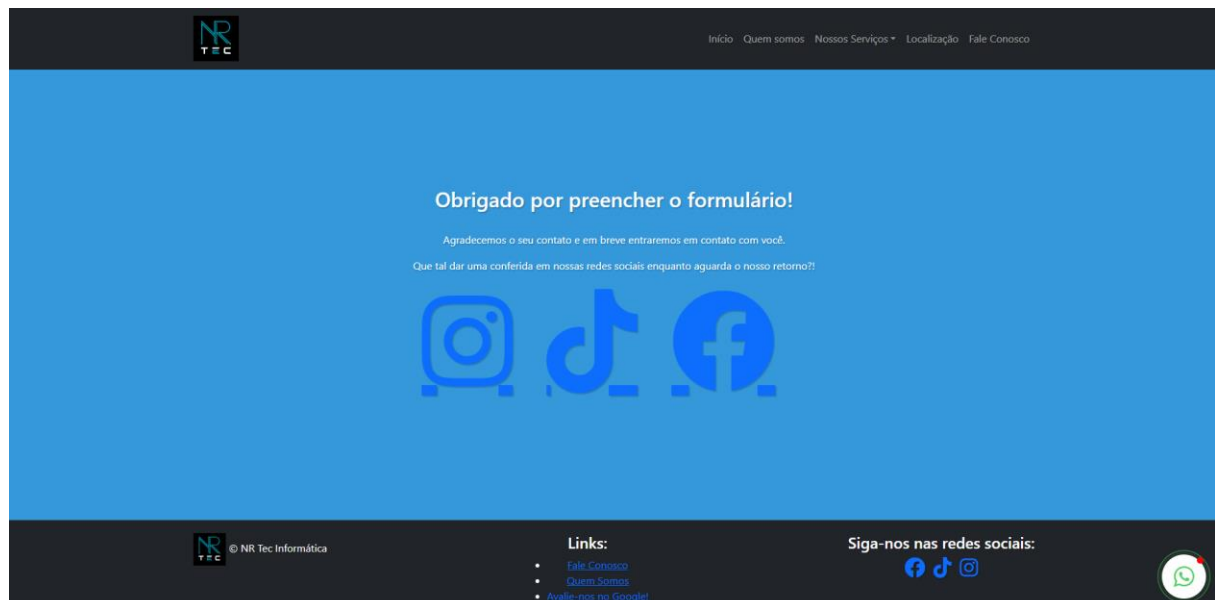 NR
TEC
Início Quem somos Nossos Serviços Localização Fale Conosco
Obrigado por preencher o formulário!
Agradecemos o seu contato e em breve entraremos em contato com você.
Que tal dar uma conferida em nossas redes sociais enquanto aguarda o nosso retorno?!
NR
TEC
© NR Tec Informática
Links:
Fale Conosco
Quem Somos
Avalie-nos no Google!
Siga-nos nas redes sociais: